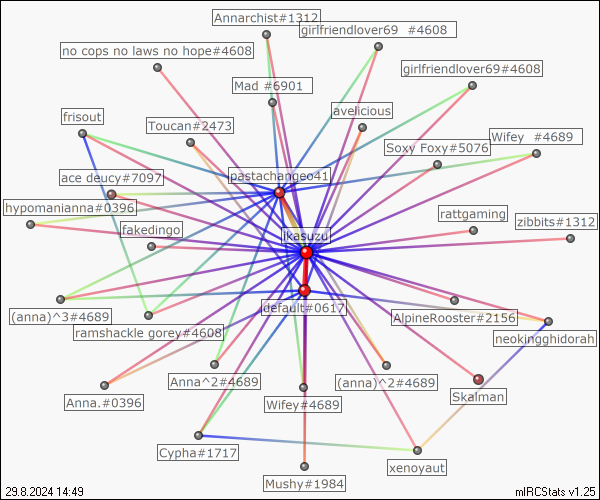 Annarchist#1312
girlfriendlover69 #4608
no cops no laws no hope#4608
girlfriendlover69#4608
Mad #6901
avelicious
frisout
Toucan#2473
Wifey #4689
Soxy Foxy#5076
ace deucy#7097
pastachangeo41
hypomanianna#0396
rattgaming
zibbits#1312
fakedingo
ikasuzu
default#0617
(anna)^3#4689
AlpineRooster#2156
ramshackle gorey#4608
neokingghidorah
Anna^2#4689
(anna)^2#4689
Skalman
Anna.#0396
Wifey#4689
Cypha#1717
xenoyaut
Mushy#1984
29.8.2024 14:49
mIRCStats v1.25